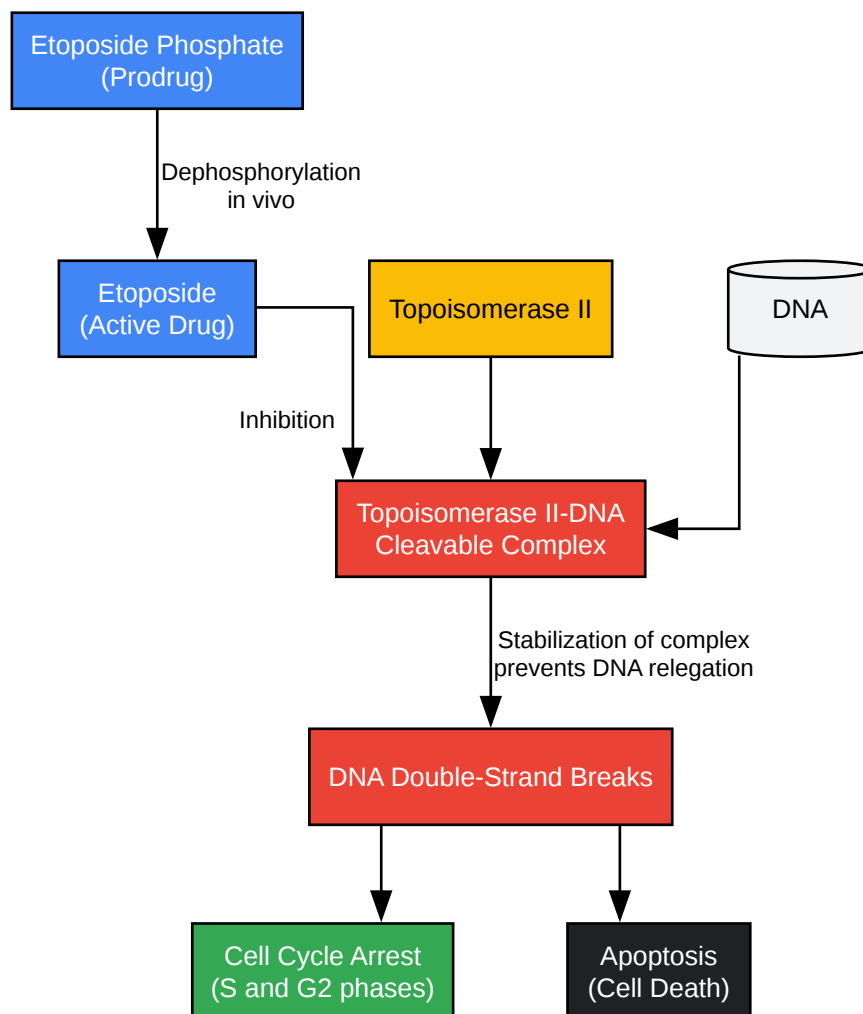 Etoposide Phosphate
(Prodrug)
Dephosphorylation
in vivo
Etoposide
(Active Drug)
Topoisomerase II
DNA
Inhibition
Topoisomerase II-DNA
Cleavable Complex
Stabilization of complex
prevents DNA relegation
DNA Double-Strand Breaks
Cell Cycle Arrest
(S and G2 phases)
Apoptosis
(Cell Death)